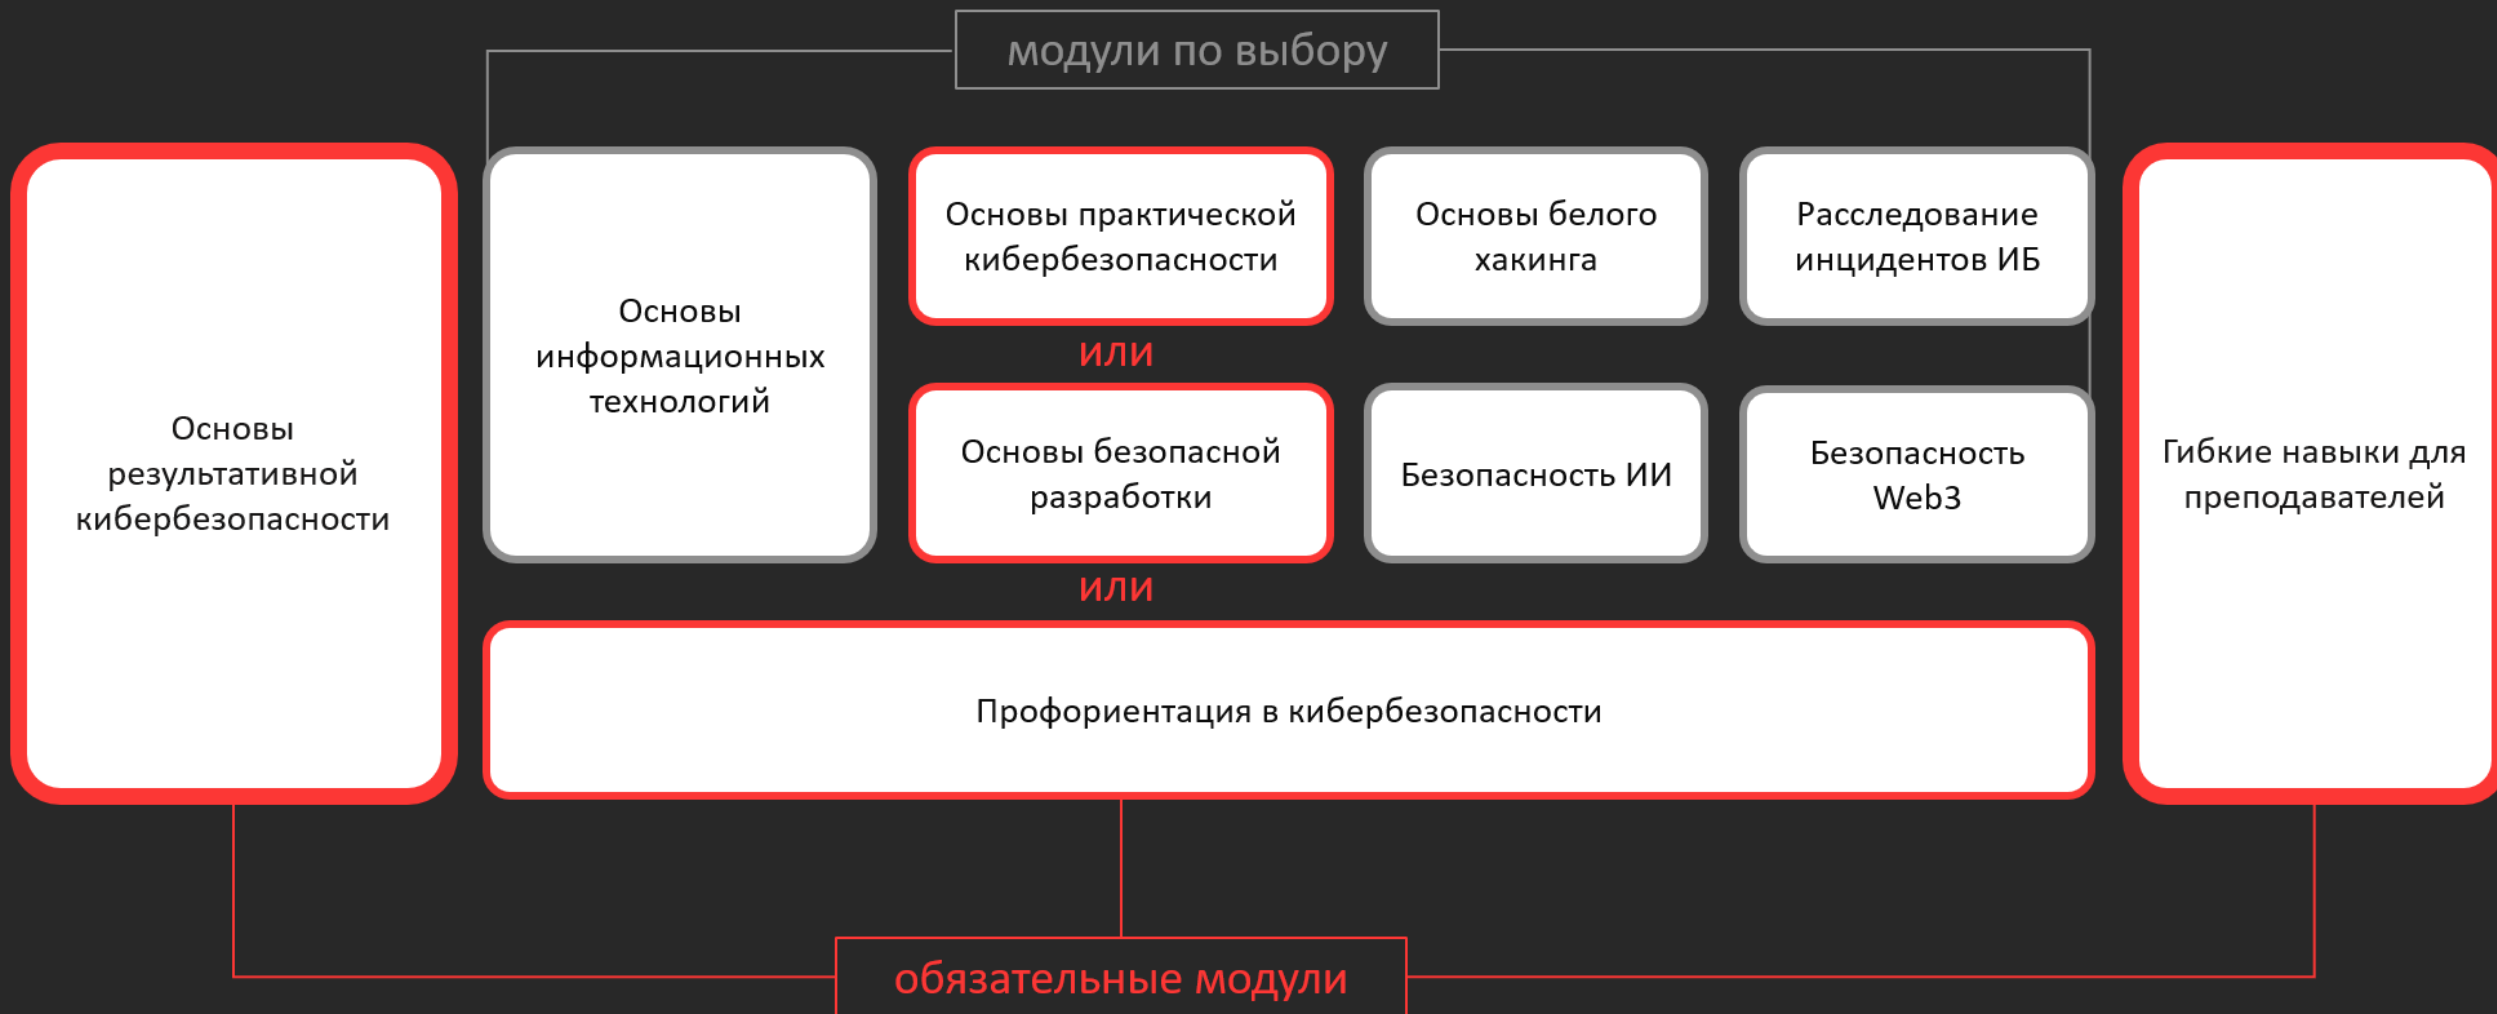 модули по выбору
Основы
результативной
кибербезопасности
Основы
информационных
технологий
Основы практической
кибербезопасности
или
Основы безопасной
разработки
или
Основы белого
хакинга
Безопасность ИИ
Расследование
инцидентов ИБ
Безопасность
Web3
Профориентация в кибербезопасности
Гибкие навыки для
преподавателей
обязательные модули